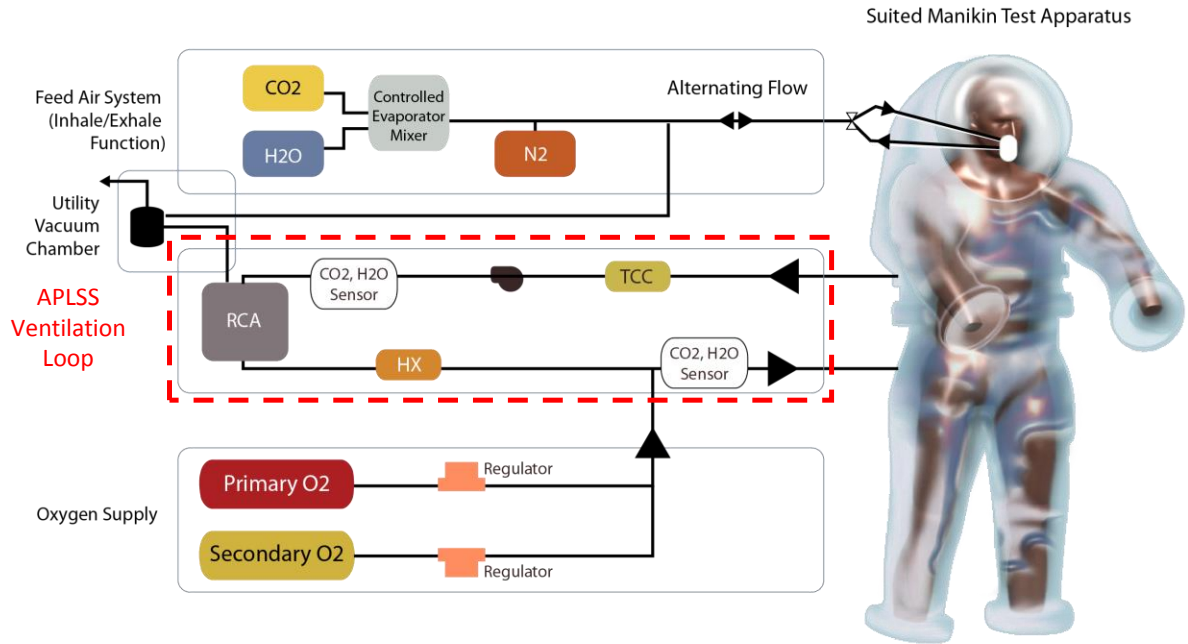 Suited Manikin Test Apparatus
Feed Air System
(Inhale/Exhale
Function)
CO2
H2O
Controlled
Evaporator
Mixer
N2
Alternating Flow
Utility
Vacuum
Chamber
APLSS
Ventilation
Loop
CO2, H2O
Sensor
TCC
RCA
HX
CO2, H2O
Sensor
Oxygen Supply
Primary O2
Regulator
Secondary O2
Regulator